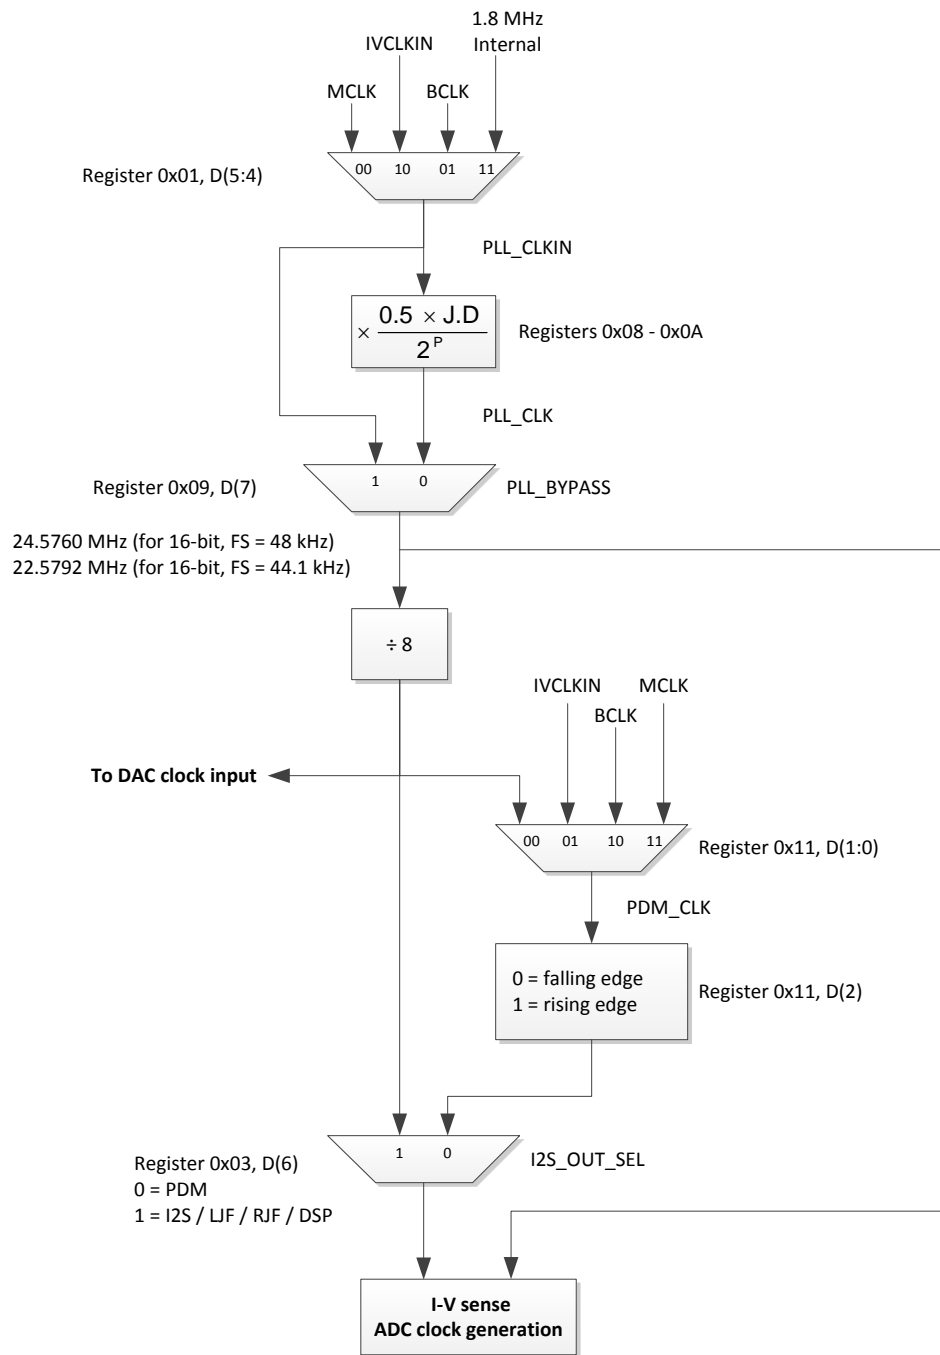 1.8 MHz
Internal
IVCLKIN
MCLK
BCLK
00 10 01 11
Register 0x01, D(5:4)
PLL_CLKIN
× 0.5 × J.D
2^P
Registers 0x08 - 0x0A
PLL_CLK
1 0
Register 0x09, D(7)
PLL_BYPASS
24.5760 MHz (for 16-bit, FS = 48 kHz)
22.5792 MHz (for 16-bit, FS = 44.1 kHz)
÷ 8
IVCLKIN
MCLK
BCLK
To DAC clock input
00 01 10 11
Register 0x11, D(1:0)
PDM_CLK
0 = falling edge
1 = rising edge
Register 0x11, D(2)
1 0
I2S_OUT_SEL
Register 0x03, D(6)
0 = PDM
1 = I2S / LJF / RJF / DSP
I-V sense
ADC clock generation